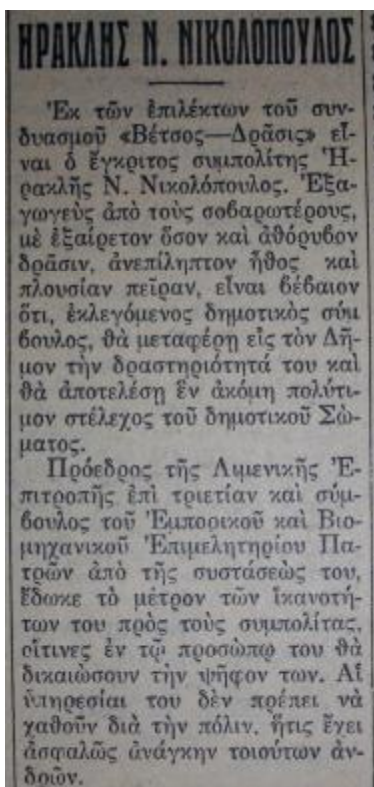 ΗΡΑΚΛΗΣ Ν. ΝΙΚΟΛΟΠΟΥΛΟΣ
Ἐκ τῶν ἐπιλέκτων τοῦ συν-
δυασμοῦ «Βέτσος—Δρᾶσις» εἶ-
ναι ὁ ἔγκριτος συμπολίτης Ἡ-
ρακλῆς Ν. Νικολόπουλος. Ἐξα-
γωγεὺς ἀπὸ τοὺς σοβαρωτέρους,
μὲ ἐξαίρετον ὅσον καὶ ἀθόρυβον
δρᾶσιν, ἀνεπίληπτον ἦθος καὶ
πλουσίαν πεῖραν, εἶναι βέβαιον
ὅτι, ἐκλεγόμενος δημοτικὸς σύμ
βουλος, θὰ μεταφέρῃ εἰς τὸν Δῆ-
μον τὴν δραστηριότητά του καὶ
θὰ ἀποτελέσῃ ἓν ἀκόμη πολύτι-
μον στέλεχος τοῦ δημοτικοῦ Σώ-
ματος.
Πρόεδρος τῆς Λιμενικῆς Ἐ-
πιτροπῆς ἐπὶ τριετίαν καὶ σύμ-
βουλος τοῦ Ἐμπορικοῦ καὶ Βιο-
μηχανικοῦ Ἐπιμελητηρίου Πα-
τρῶν ἀπὸ τῆς συστάσεώς του,
ἔδωκε τὸ μέτρον τῶν ἱκανοτή-
των του πρὸς τοὺς συμπολίτας,
οἵτινες ἐν τῷ προσώπῳ του θὰ
δικαιώσουν τὴν ψῆφον των. Αἱ
ὑπηρεσίαι του δὲν πρέπει νὰ
χαθοῦν διὰ τὴν πόλιν, ἥτις ἔχει
ἀσφαλῶς ἀνάγκην τοιούτων ἀν-
δρῶν.